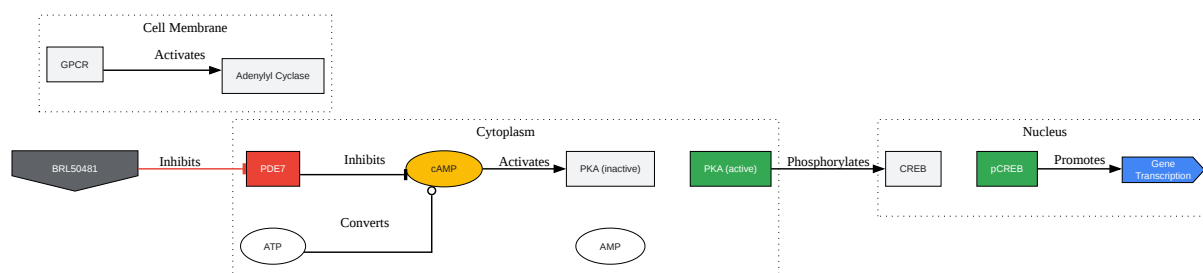 Cell Membrane
GPCR
Activates
Adenylyl Cyclase
Cytoplasm
Nucleus
BRL50481
Inhibits
PDE7
Inhibits
cAMP
Activates
PKA (inactive)
PKA (active)
Phosphorylates
CREB
pCREB
Promotes
Gene
Transcription
Converts
ATP
AMP